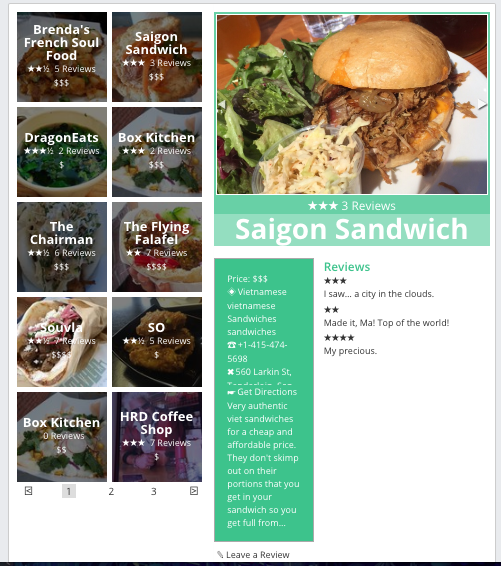 Brenda's
French Soul
Food
★★½ 5 Reviews
$$$
Saigon
Sandwich
★★★ 3 Reviews
$$$
DragonEats
★★★½ 2 Reviews
$
Box Kitchen
★★★ 2 Reviews
$$$
The
Chairman
★★½ 6 Reviews
$$$
The Flying
Falafel
★★ 7 Reviews
$$$$
Souvla
★★½ 7 Reviews
$$$$
SO
★★½ 5 Reviews
$
Box Kitchen
0 Reviews
$$
HRD Coffee
Shop
★★★ 7 Reviews
$
1 2 3
★★★ 3 Reviews
Saigon Sandwich
Price: $$$
☀ Vietnamese
vietnamese
Sandwiches
sandwiches
☎ +1-415-474-
5698
✖ 560 Larkin St,
☛ Get Directions
Very authentic
viet sandwiches
for a cheap and
affordable price.
They don't skimp
out on their
portions that you
get in your
sandwich so you
get full from...
✎ Leave a Review
Reviews
★★★
I saw... a city in the clouds.
★★
Made it, Ma! Top of the world!
★★★★
My precious.